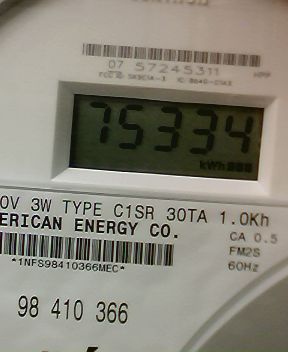 07 57245311
75334
kWh
0V 3W TYPE C1SR 30TA 1.0Kh
ERICAN ENERGY CO.
CA 0.5
FM2S
60Hz
*1NFS98410366MEC*
98 410 366